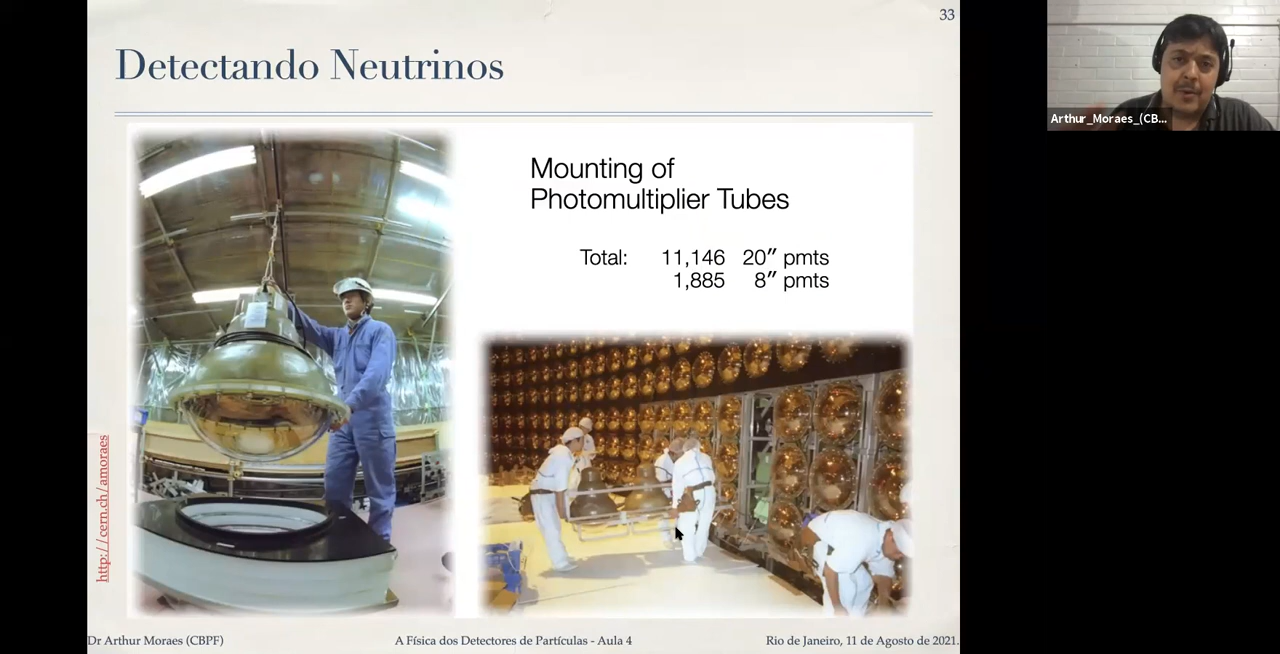 33
Detectando Neutrinos
Arthur_Moraes_(CB...
Mounting of
Photomultiplier Tubes
Total: 11,146 20″ pmts
1,885 8″ pmts
http://cern.ch/amoraes
Dr Arthur Moraes (CBPF) A Física dos Detectores de Partículas - Aula 4 Rio de Janeiro, 11 de Agosto de 2021.